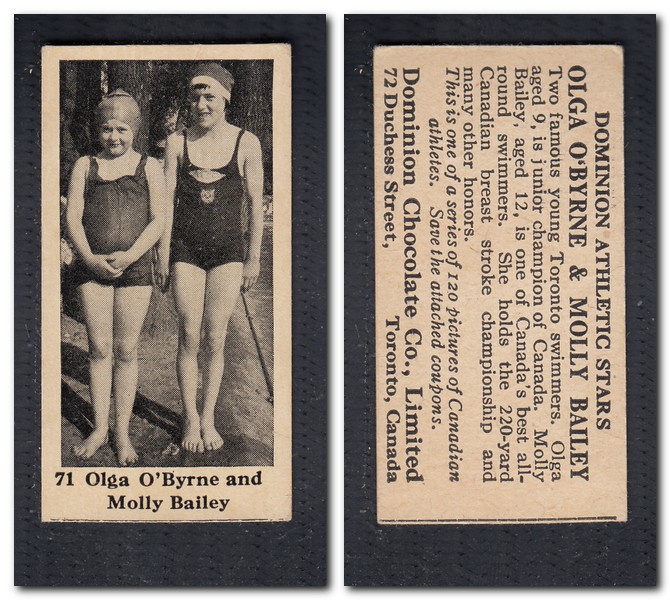 71 Olga O'Byrne and
Molly Bailey
DOMINION ATHLETIC STARS
OLGA O'BYRNE & MOLLY BAILEY
Two famous young Toronto swimmers. Olga
aged 9, is junior champion of Canada. Molly
Bailey, aged 12, is one of Canada's best all-
round swimmers. She holds the 220-yard
Canadian breast stroke championship and
many other honors.
This is one of a series of 120 pictures of Canadian
athletes. Save the attached coupons.
Dominion Chocolate Co., Limited
72 Duchess Street, Toronto, Canada